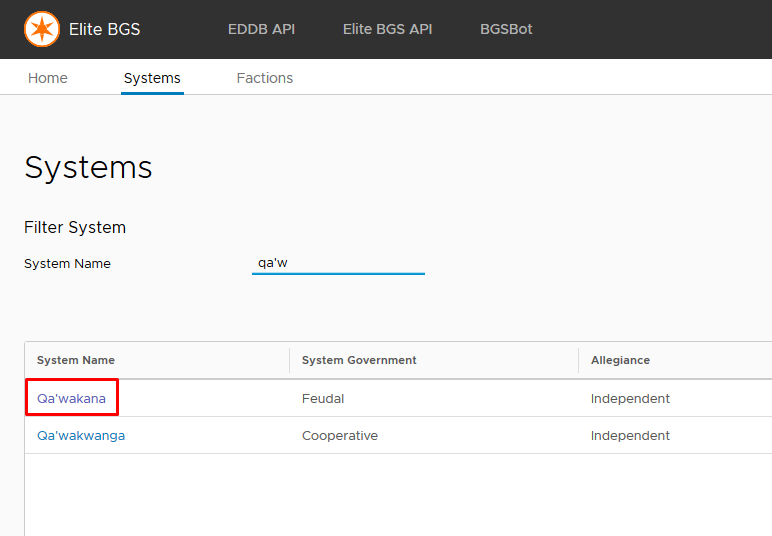 Elite BGS EDDB API Elite BGS API BGSBot
Home Systems Factions
Systems
Filter System
System Name qa'w
System Name System Government Allegiance
Qa'wakana Feudal Independent
Qa'wakwanga Cooperative Independent